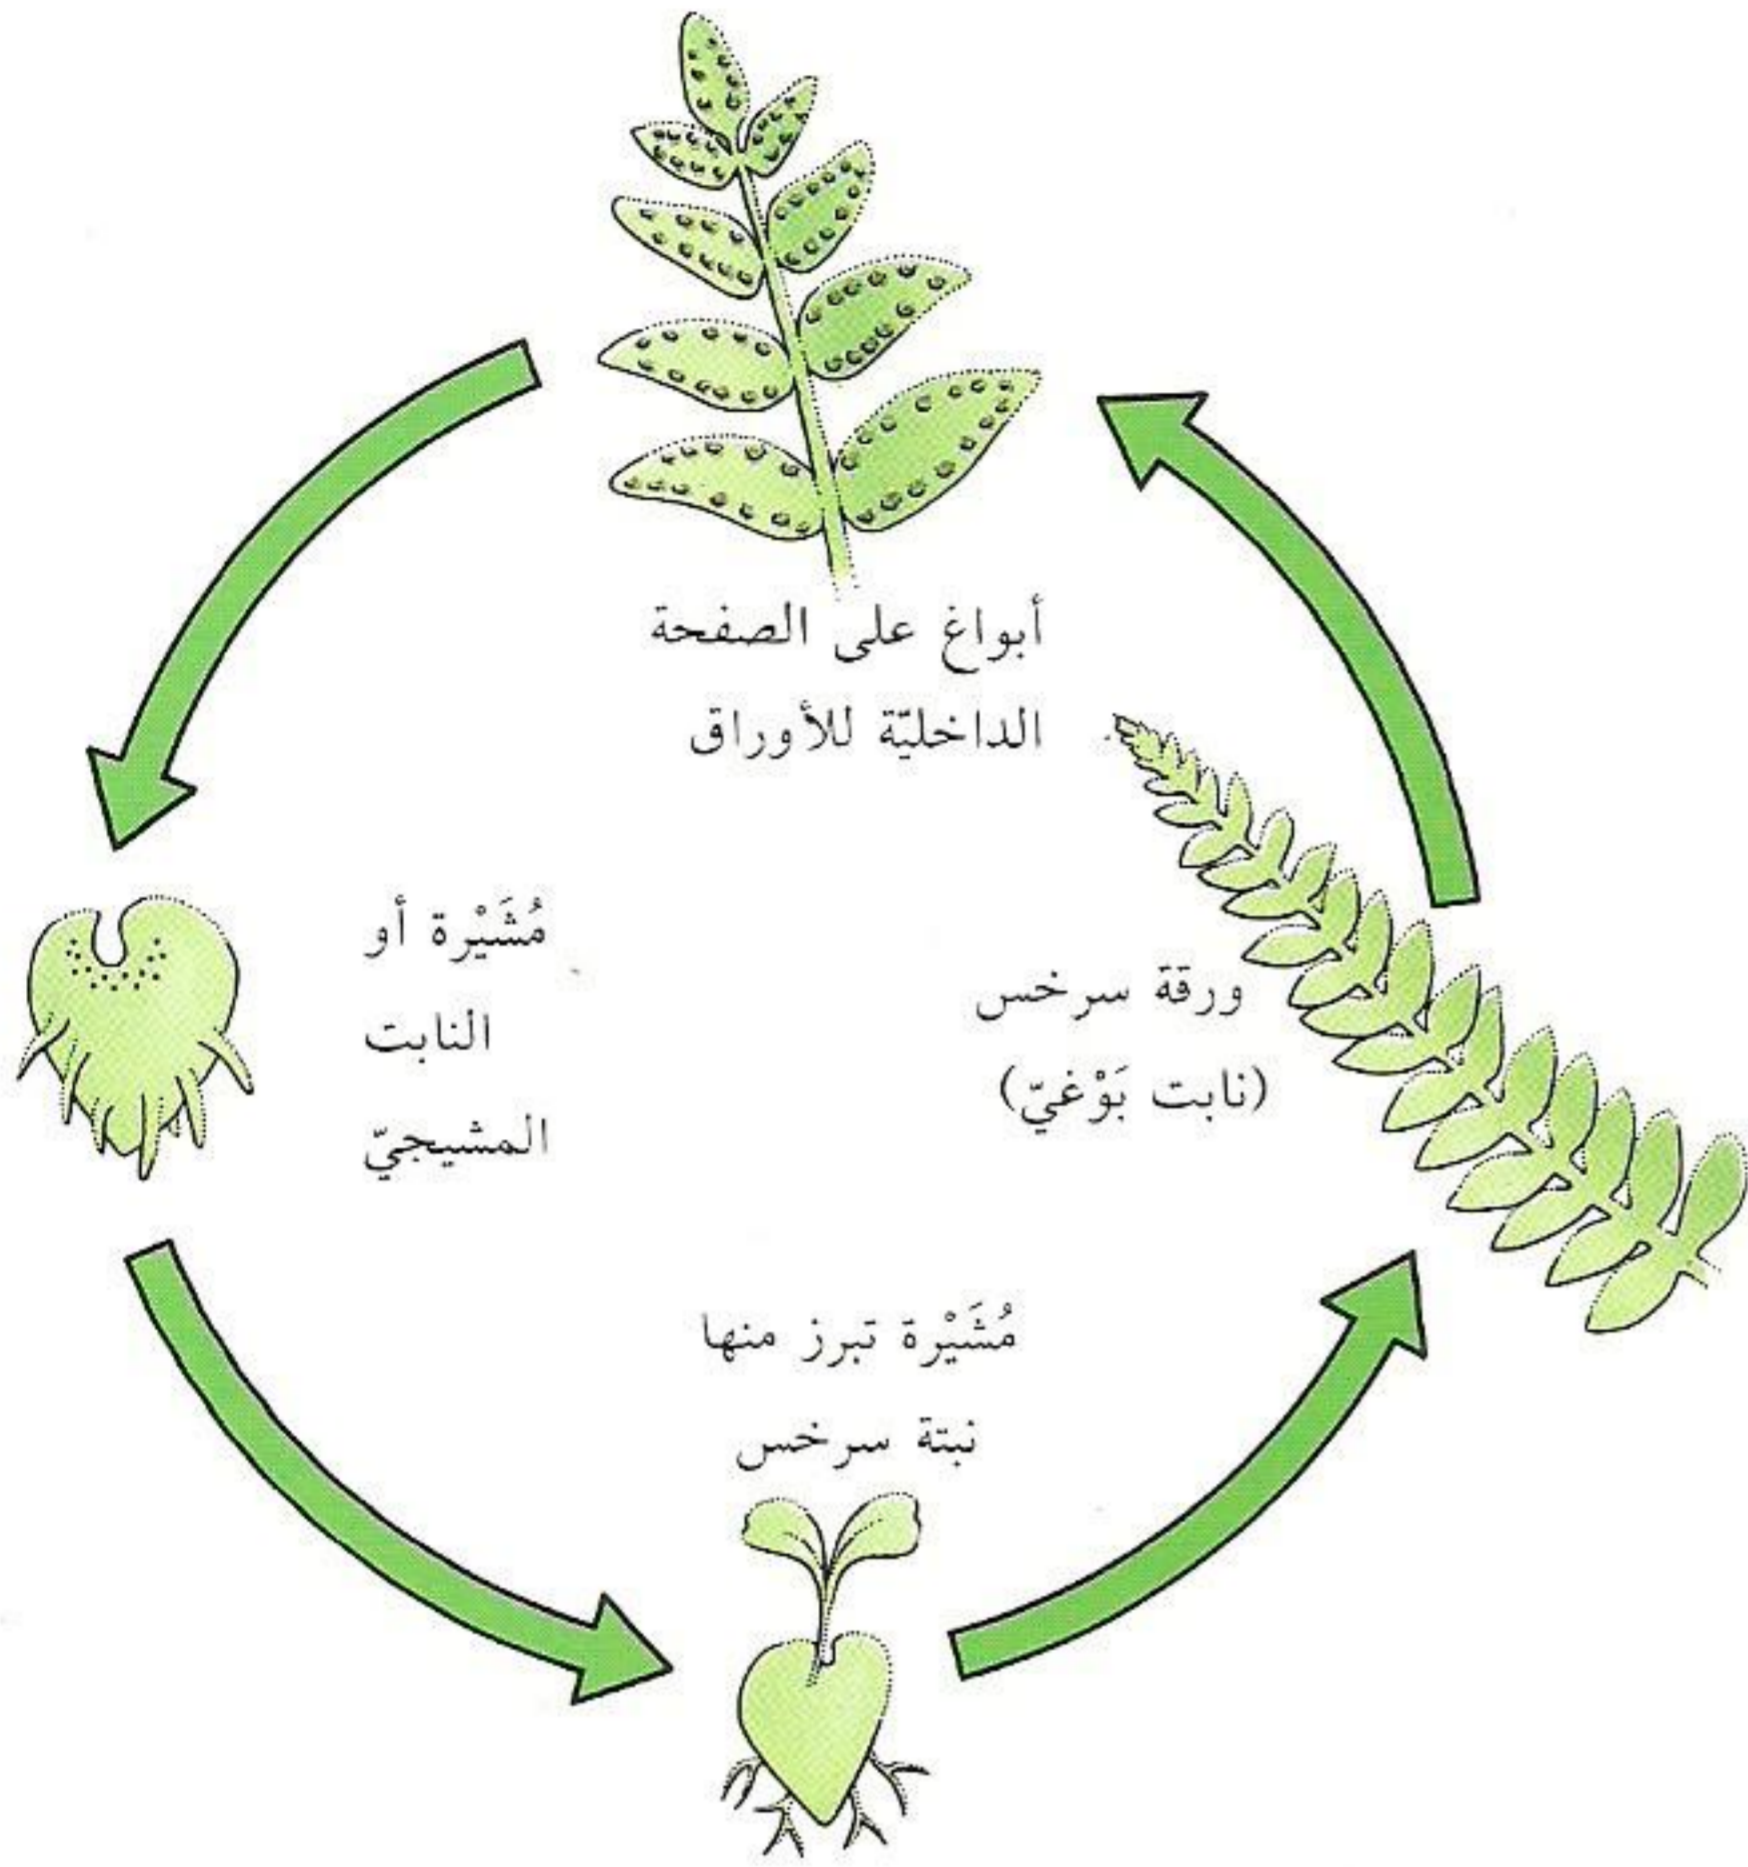 أبواغ على الصفحة
الداخليّة للأوراق
مُشَيْرة أو
النابت
المشيجيّ
ورقة سرخس
(نابت بَوْغيّ)
مُشَيْرة تبرز منها
نبتة سرخس